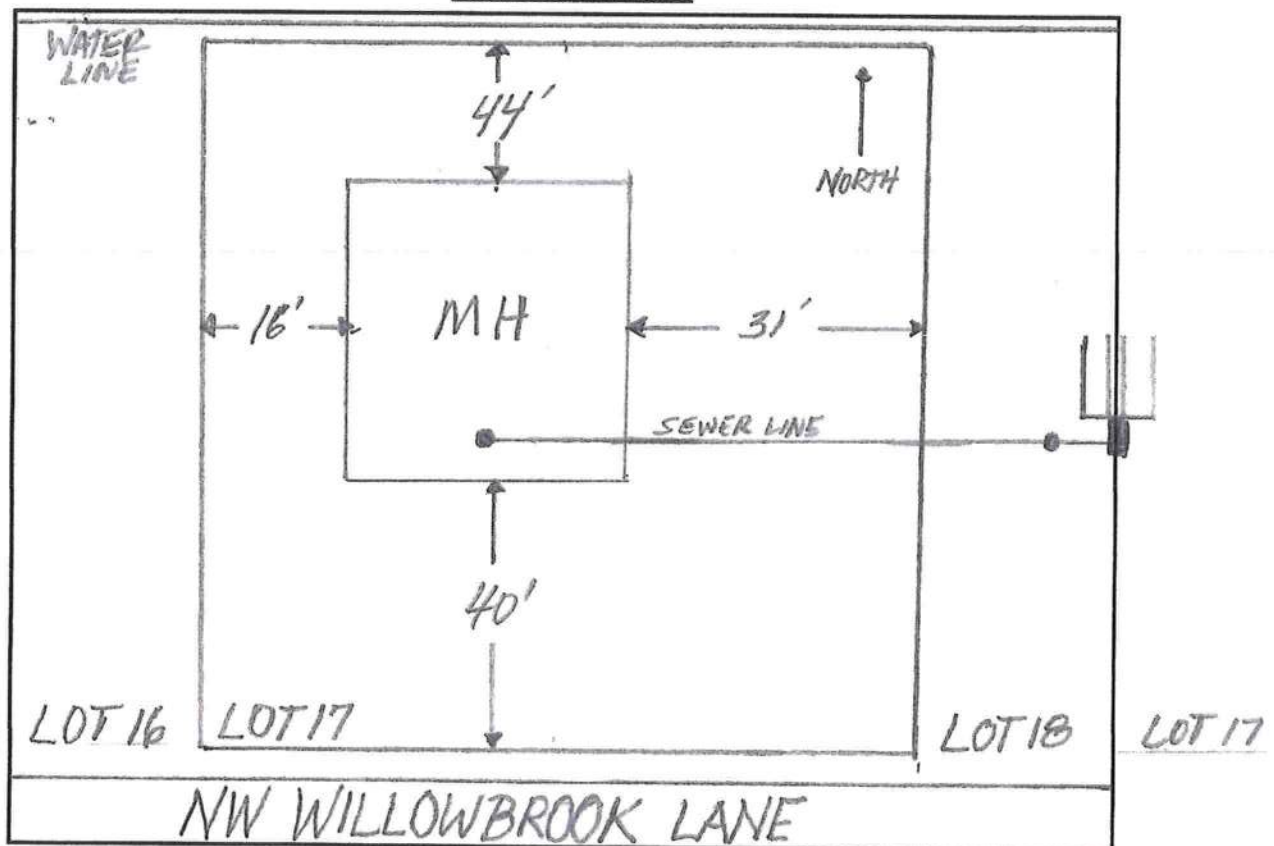 WATER
LINE
44'
NORTH
MH
31'
SEWER LINE
40'
LOT 16
LOT 17
LOT 18
LOT 17
NW WILLOWBROOK LANE